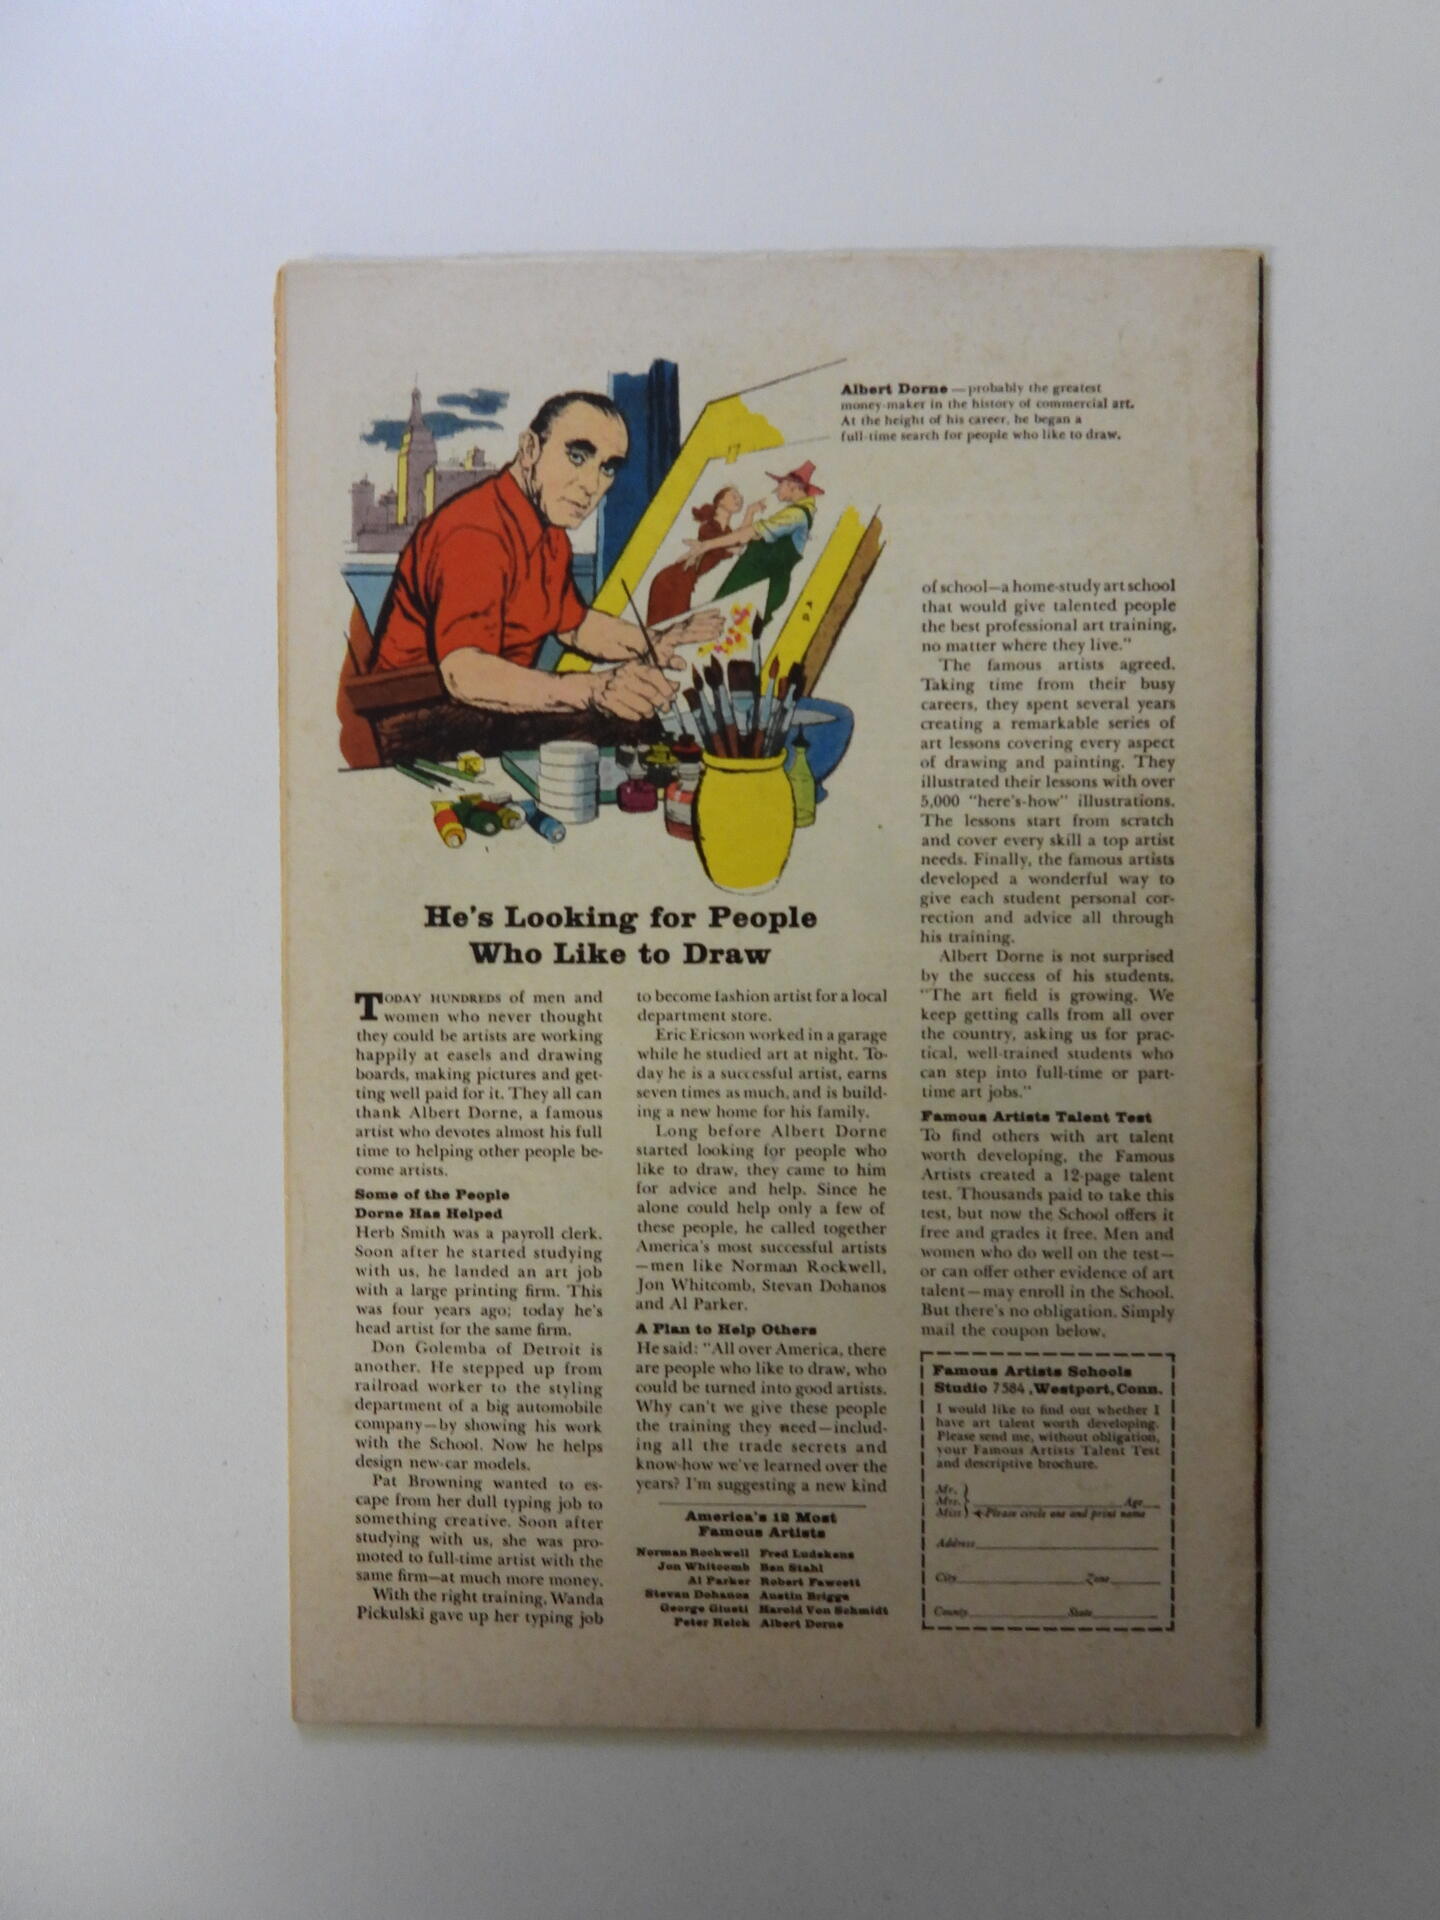 Albert Dorne — probably the greatest
money-maker in the history of commercial art.
At the height of his career, he began a
full-time search for people who like to draw.
He's Looking for People
Who Like to Draw
TODAY HUNDREDS of men and
women who never thought
they could be artists are working
happily at easels and drawing
boards, making pictures and get-
ting well paid for it. They all can
thank Albert Dorne, a famous
artist who devotes almost his full
time to helping other people be-
come artists.
Some of the People
Dorne Has Helped
Herb Smith was a payroll clerk.
Soon after he started studying
with us, he landed an art job
with a large printing firm. This
was four years ago; today he's
head artist for the same firm.
Don Golemba of Detroit is
another. He stepped up from
railroad worker to the styling
department of a big automobile
company—by showing his work
with the School. Now he helps
design new-car models.
Pat Browning wanted to es-
cape from her dull typing job to
something creative. Soon after
studying with us, she was pro-
moted to full-time artist with the
same firm—at much more money.
With the right training, Wanda
Pickulski gave up her typing job
to become fashion artist for a local
department store.
Eric Ericson worked in a garage
while he studied art at night. To-
day he is a successful artist, earns
seven times as much, and is build-
ing a new home for his family.
Long before Albert Dorne
started looking for people who
like to draw, they came to him
for advice and help. Since he
alone could help only a few of
these people, he called together
America's most successful artists
—men like Norman Rockwell,
Jon Whitcomb, Stevan Dohanos
and Al Parker.
A Plan to Help Others
He said: "All over America, there
are people who like to draw, who
could be turned into good artists.
Why can't we give these people
the training they need—includ-
ing all the trade secrets and
know-how we've learned over the
years? I'm suggesting a new kind
America's 12 Most
Famous Artists
Norman Rockwell Fred Ludekens
Jon Whitcomb Ben Stahl
Al Parker Robert Fawcett
Stevan Dohanos Austin Briggs
George Giusti Harold Von Schmidt
Peter Helck Albert Dorne
of school—a home-study art school
that would give talented people
the best professional art training,
no matter where they live."
The famous artists agreed.
Taking time from their busy
careers, they spent several years
creating a remarkable series of
art lessons covering every aspect
of drawing and painting. They
illustrated their lessons with over
5,000 "here's-how" illustrations.
The lessons start from scratch
and cover every skill a top artist
needs. Finally, the famous artists
developed a wonderful way to
give each student personal cor-
rection and advice all through
his training.
Albert Dorne is not surprised
by the success of his students.
"The art field is growing. We
keep getting calls from all over
the country, asking us for prac-
tical, well-trained students who
can step into full-time or part-
time art jobs."
Famous Artists Talent Test
To find others with art talent
worth developing, the Famous
Artists created a 12-page talent
test. Thousands paid to take this
test, but now the School offers it
free and grades it free. Men and
women who do well on the test—
or can offer other evidence of art
talent—may enroll in the School.
But there's no obligation. Simply
mail the coupon below.
Famous Artists Schools
Studio 7584, Westport, Conn.
I would like to find out whether I
have art talent worth developing.
Please send me, without obligation,
your Famous Artists Talent Test
and descriptive brochure.
Mr.
Mrs. Age
Miss Please circle one and print name
Address
City Zone
County State